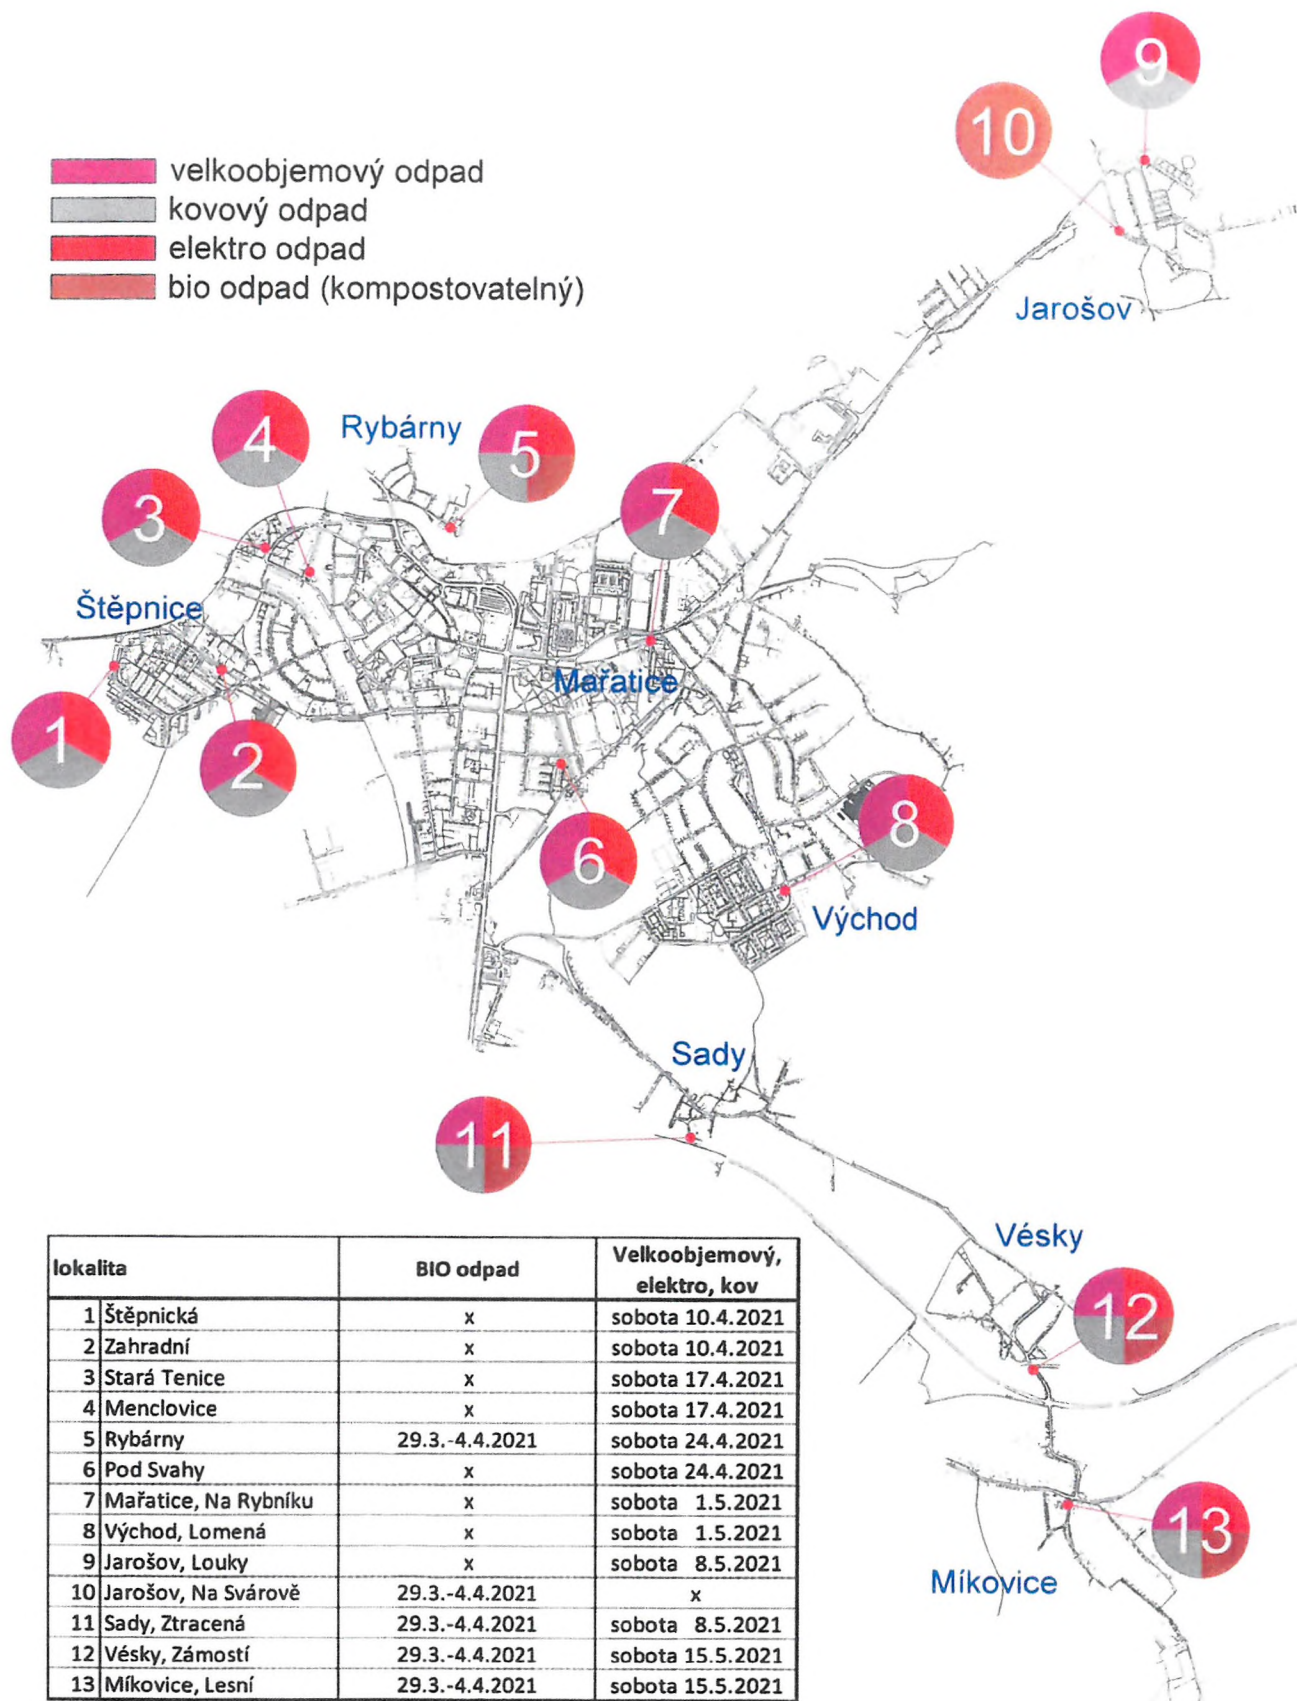 9
10
velkoobjemový odpad
kovový odpad
elektro odpad
bio odpad (kompostovatelný)
Jarošov
4
Rybárny
5
3
7
Štěpnice
Mařatice
1
2
8
6
Východ
Sady
11
Vésky
12
13
Míkovice
lokalita BIO odpad Velkoobjemový, elektro, kov
1 Štěpnická x sobota 10.4.2021
2 Zahradní x sobota 10.4.2021
3 Stará Tenice x sobota 17.4.2021
4 Menclovice x sobota 17.4.2021
5 Rybárny 29.3.-4.4.2021 sobota 24.4.2021
6 Pod Svahy x sobota 24.4.2021
7 Mařatice, Na Rybníku x sobota 1.5.2021
8 Východ, Lomená x sobota 1.5.2021
9 Jarošov, Louky x sobota 8.5.2021
10 Jarošov, Na Svárově 29.3.-4.4.2021 x
11 Sady, Ztracená 29.3.-4.4.2021 sobota 8.5.2021
12 Vésky, Zámostí 29.3.-4.4.2021 sobota 15.5.2021
13 Míkovice, Lesní 29.3.-4.4.2021 sobota 15.5.2021